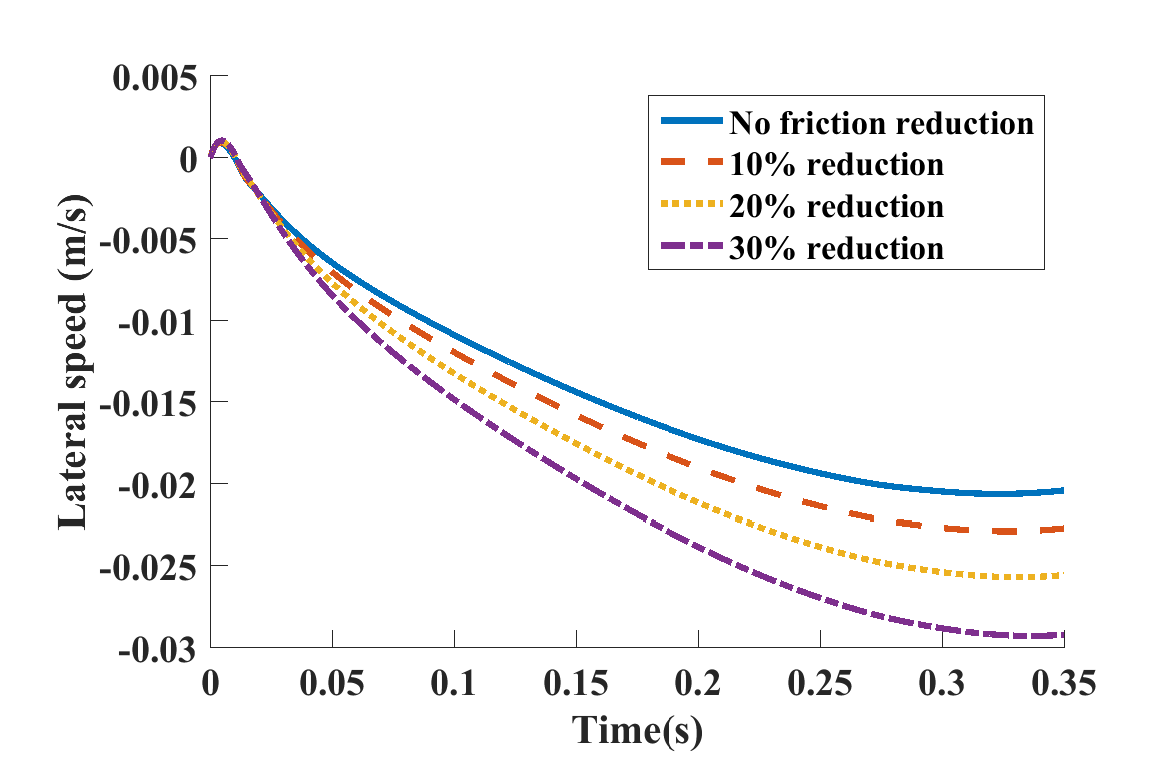 0.005
0
-0.005
-0.01
-0.015
-0.02
-0.025
-0.03
Lateral speed (m/s)
No friction reduction
10% reduction
20% reduction
30% reduction
0 0.05 0.1 0.15 0.2 0.25 0.3 0.35
Time(s)